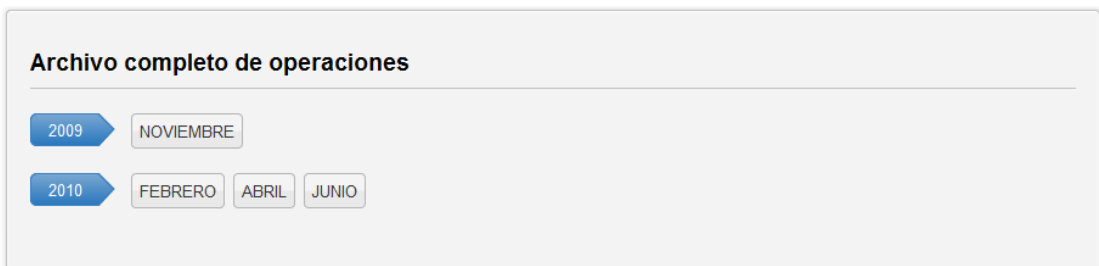 Archivo completo de operaciones
2009 NOVIEMBRE
2010 FEBRERO ABRIL JUNIO